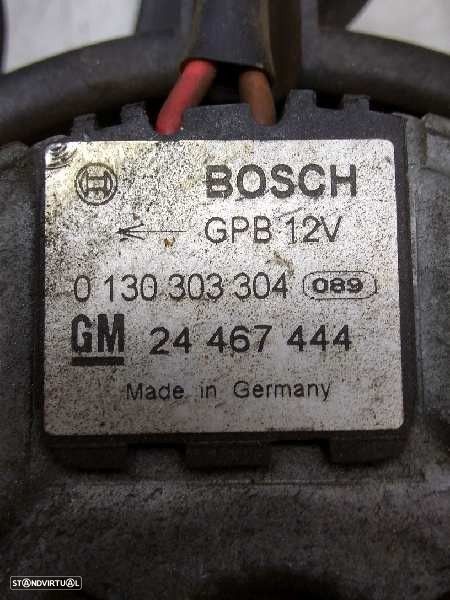 BOSCH
← GPB 12V
0 130 303 304 089
GM 24 467 444
Made in Germany
STANDVIRTUAL